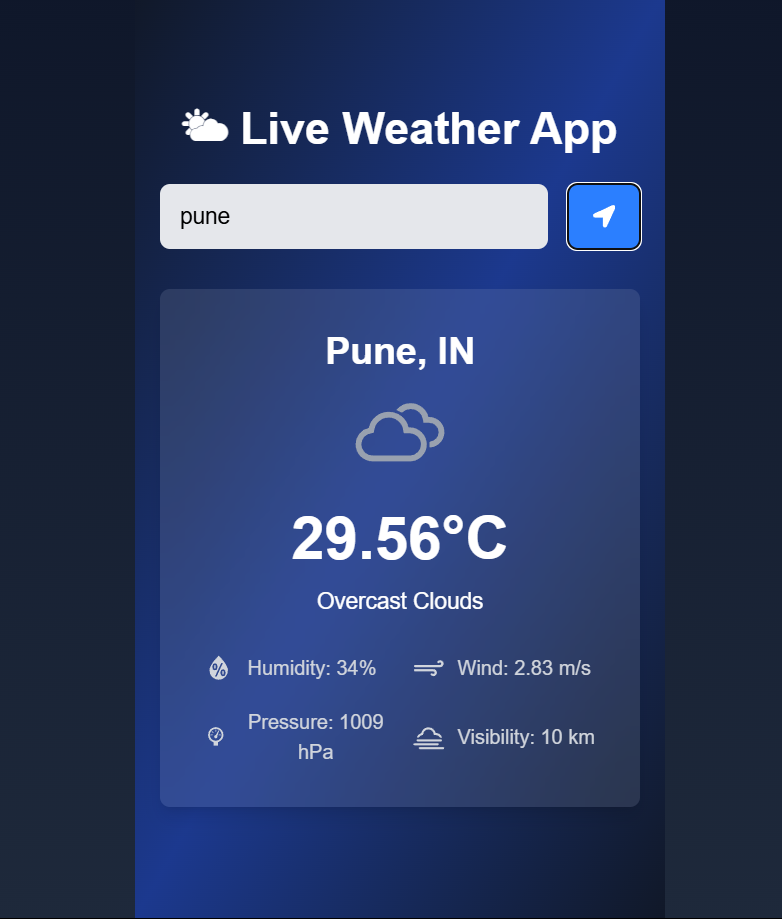 Live Weather App
pune
Pune, IN
29.56°C
Overcast Clouds
Humidity: 34%
Wind: 2.83 m/s
Pressure: 1009
hPa
Visibility: 10 km